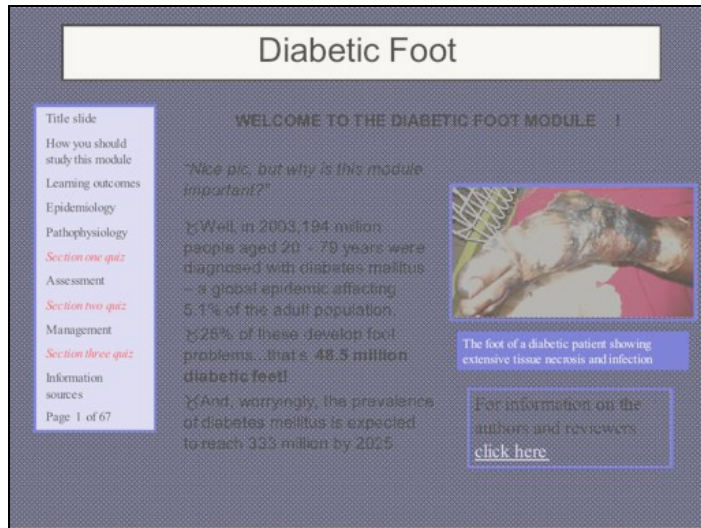 Diabetic Foot
Title slide
How you should
study this module
Learning outcomes
Epidemiology
Pathophysiology
Section one quiz
Assessment
Section two quiz
Management
Section three quiz
Information
sources
Page 1 of 67
WELCOME TO THE DIABETIC FOOT MODULE !
“Nice pic, but why is this module
important?”
Well, in 2003,194 million
people aged 20 - 79 years were
diagnosed with diabetes mellitus
– a global epidemic affecting
5.1% of the adult population.
25% of these develop foot
problems...that’s 48.5 million
diabetic feet!
And, worryingly, the prevalence
of diabetes mellitus is expected
to reach 333 million by 2025
The foot of a diabetic patient showing
extensive tissue necrosis and infection
For information on the
authors and reviewers
click here